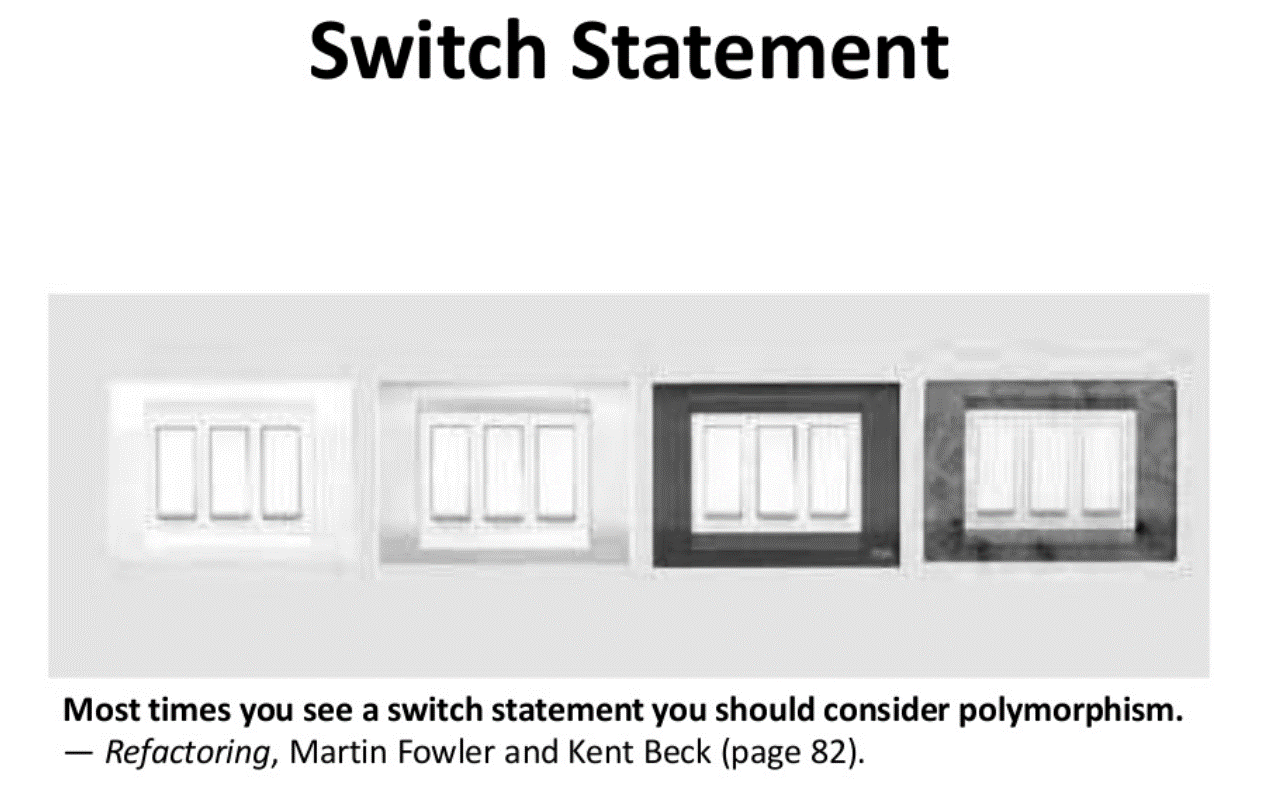 Switch Statement
Most times you see a switch statement you should consider polymorphism.
— Refactoring, Martin Fowler and Kent Beck (page 82).